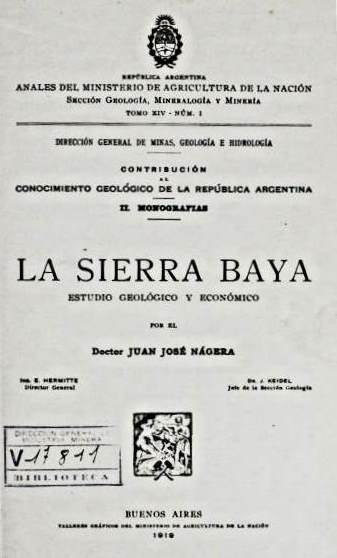 REPÚBLICA ARGENTINA
ANALES DEL MINISTERIO DE AGRICULTURA DE LA NACIÓN
SECCIÓN GEOLOGÍA, MINERALOGÍA Y MINERÍA
TOMO XIV - NÚM. 1
DIRECCIÓN GENERAL DE MINAS, GEOLOGÍA E HIDROLOGÍA
CONTRIBUCIÓN
AL
CONOCIMIENTO GEOLÓGICO DE LA REPÚBLICA ARGENTINA
II. MONOGRAFIAS
LA SIERRA BAYA
ESTUDIO GEOLÓGICO Y ECONÓMICO
POR EL
Doctor JUAN JOSÉ NÁGERA
ING. E. HERMITTE
Director General
DR. J. KEIDEL
Jefe de la Sección Geología
DIRECCION GENERAL
MINERA
V-17811
BIBLIOTECA
BUENOS AIRES
TALLERES GRÁFICOS DEL MINISTERIO DE AGRICULTURA DE LA NACIÓN
1919